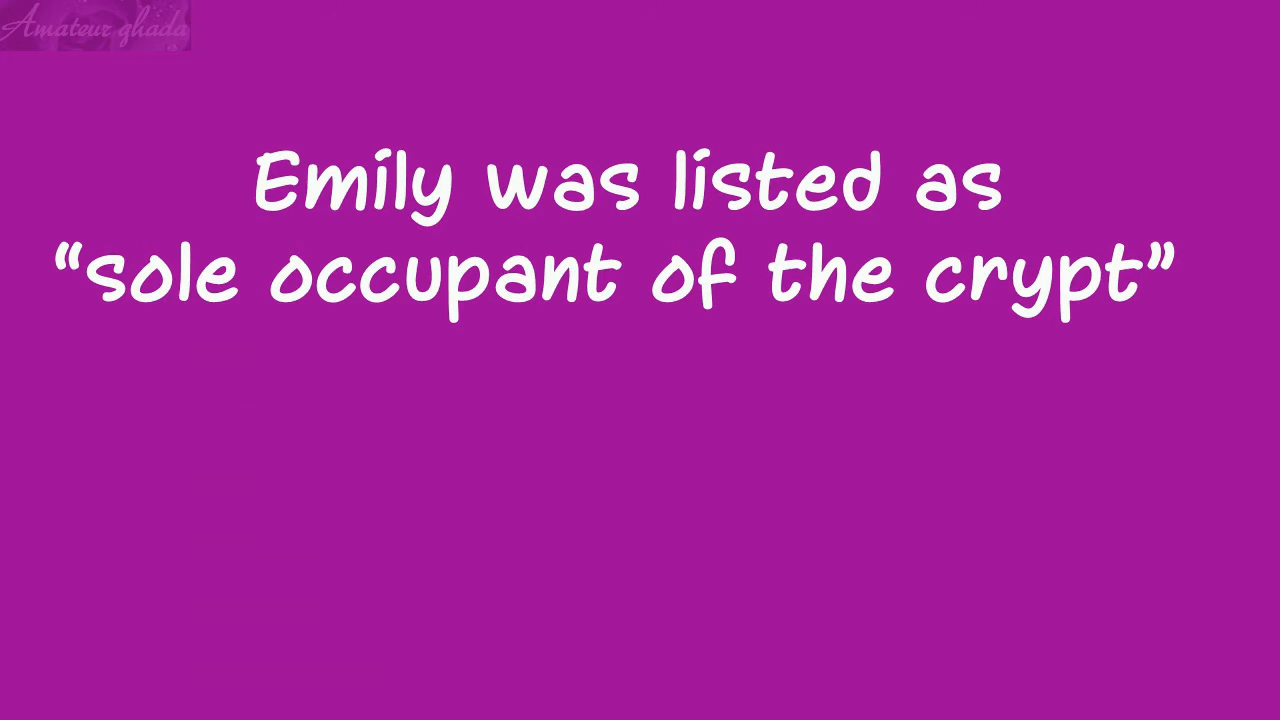 Amateur ghada
Emily was listed as
“sole occupant of the crypt”